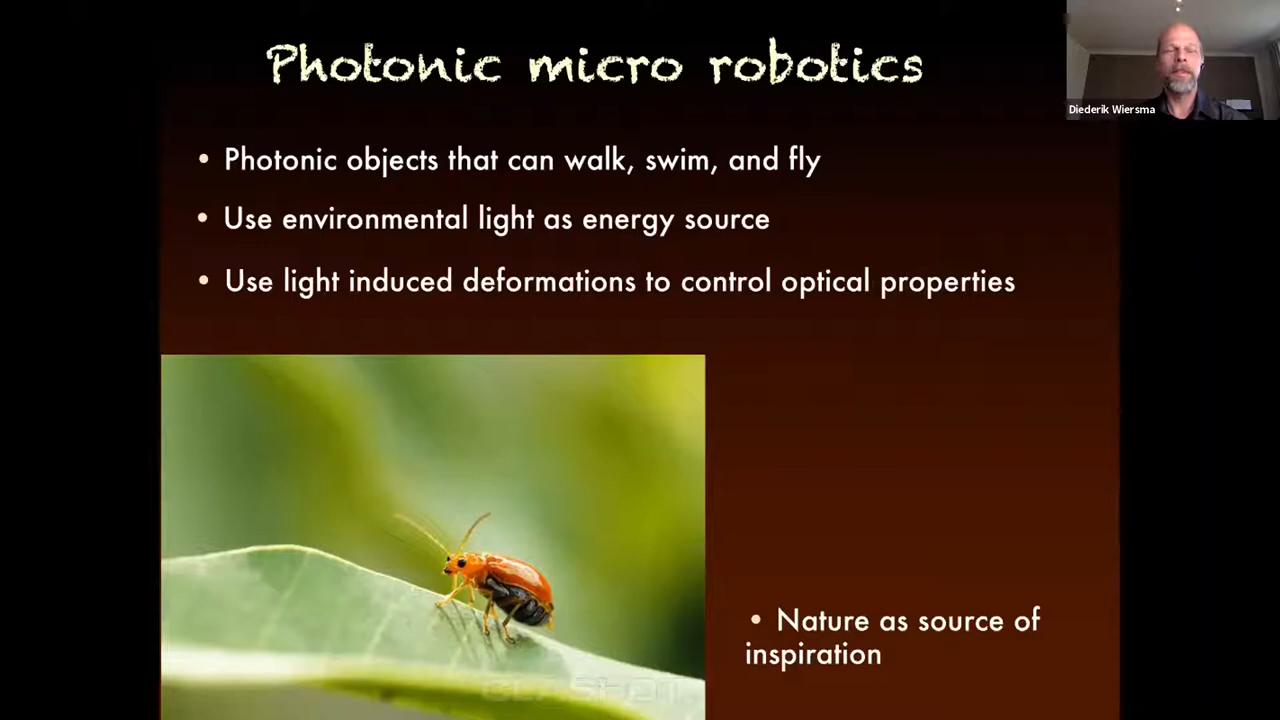 Photonic micro robotics
Diederik Wiersma
• Photonic objects that can walk, swim, and fly
• Use environmental light as energy source
• Use light induced deformations to control optical properties
• Nature as source of
inspiration